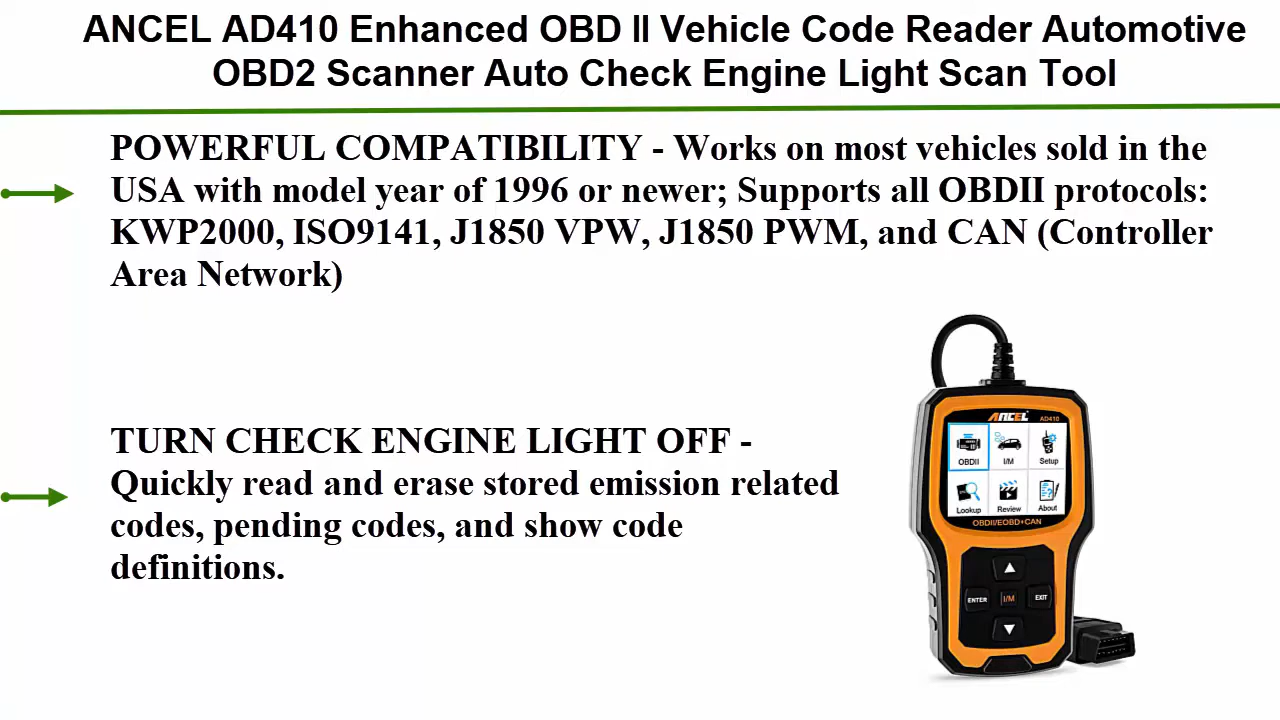 ANCEL AD410 Enhanced OBD II Vehicle Code Reader Automotive
OBD2 Scanner Auto Check Engine Light Scan Tool
POWERFUL COMPATIBILITY - Works on most vehicles sold in the
USA with model year of 1996 or newer; Supports all OBDII protocols:
KWP2000, ISO9141, J1850 VPW, J1850 PWM, and CAN (Controller
Area Network)
TURN CHECK ENGINE LIGHT OFF -
Quickly read and erase stored emission related
codes, pending codes, and show code
definitions.
ANCEL AD410
OBDII I/M Setup
Lookup Review About
OBDII/EOBD+CAN
ENTER I/M EXIT